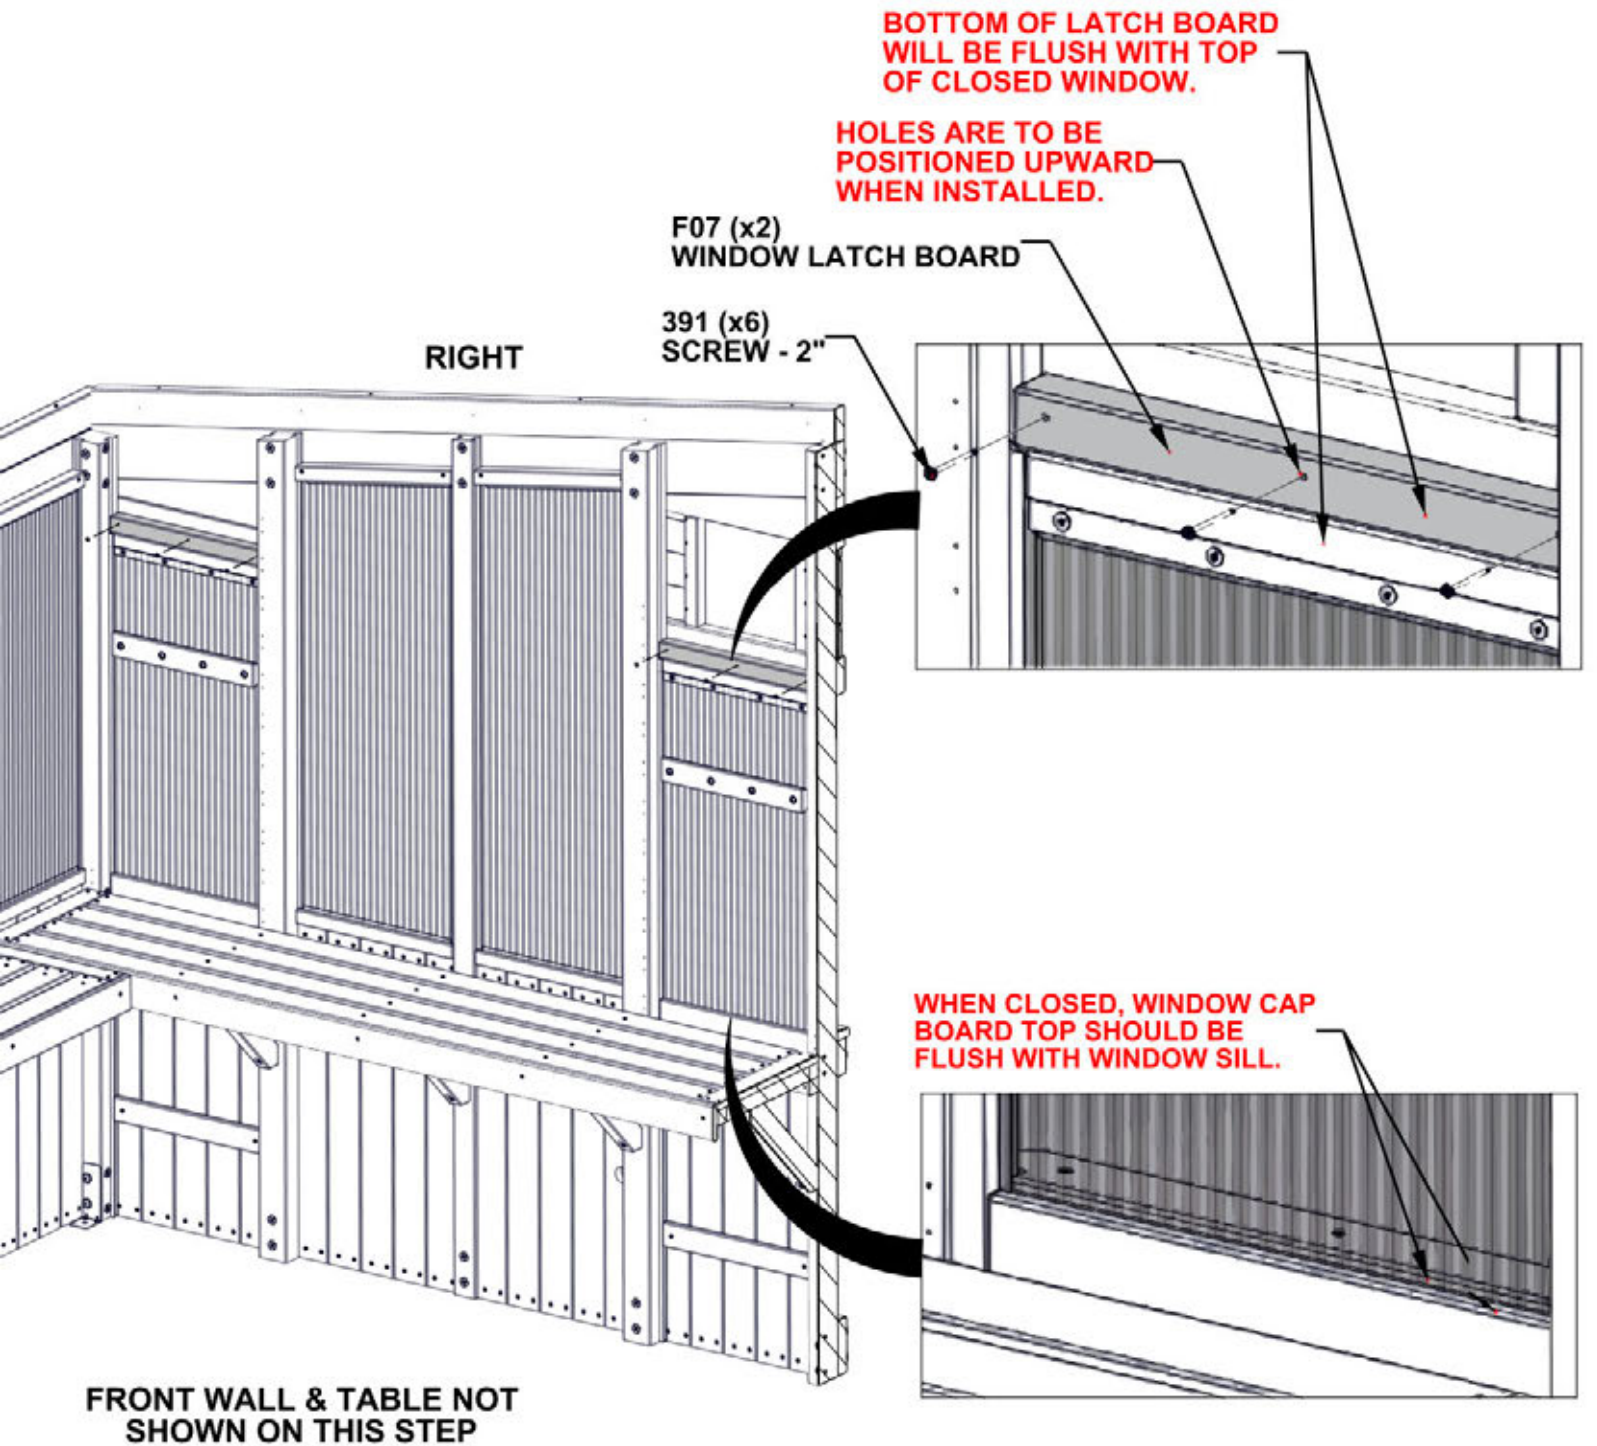 BOTTOM OF LATCH BOARD
WILL BE FLUSH WITH TOP
OF CLOSED WINDOW.
HOLES ARE TO BE
POSITIONED UPWARD
WHEN INSTALLED.
F07 (x2)
WINDOW LATCH BOARD
391 (x6)
SCREW - 2"
RIGHT
WHEN CLOSED, WINDOW CAP
BOARD TOP SHOULD BE
FLUSH WITH WINDOW SILL.
FRONT WALL & TABLE NOT
SHOWN ON THIS STEP